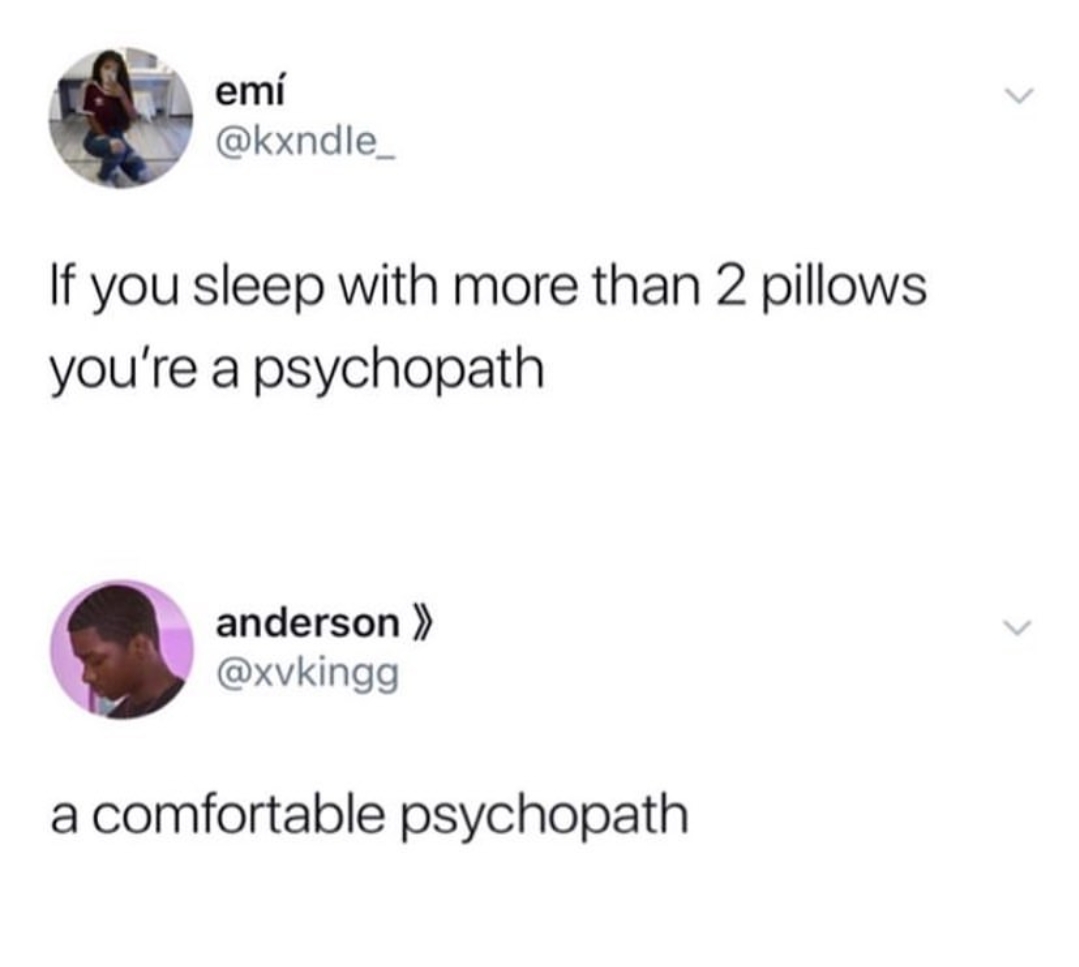 emí
@kxndle_
If you sleep with more than 2 pillows
you're a psychopath
anderson ⟫
@xvkingg
a comfortable psychopath